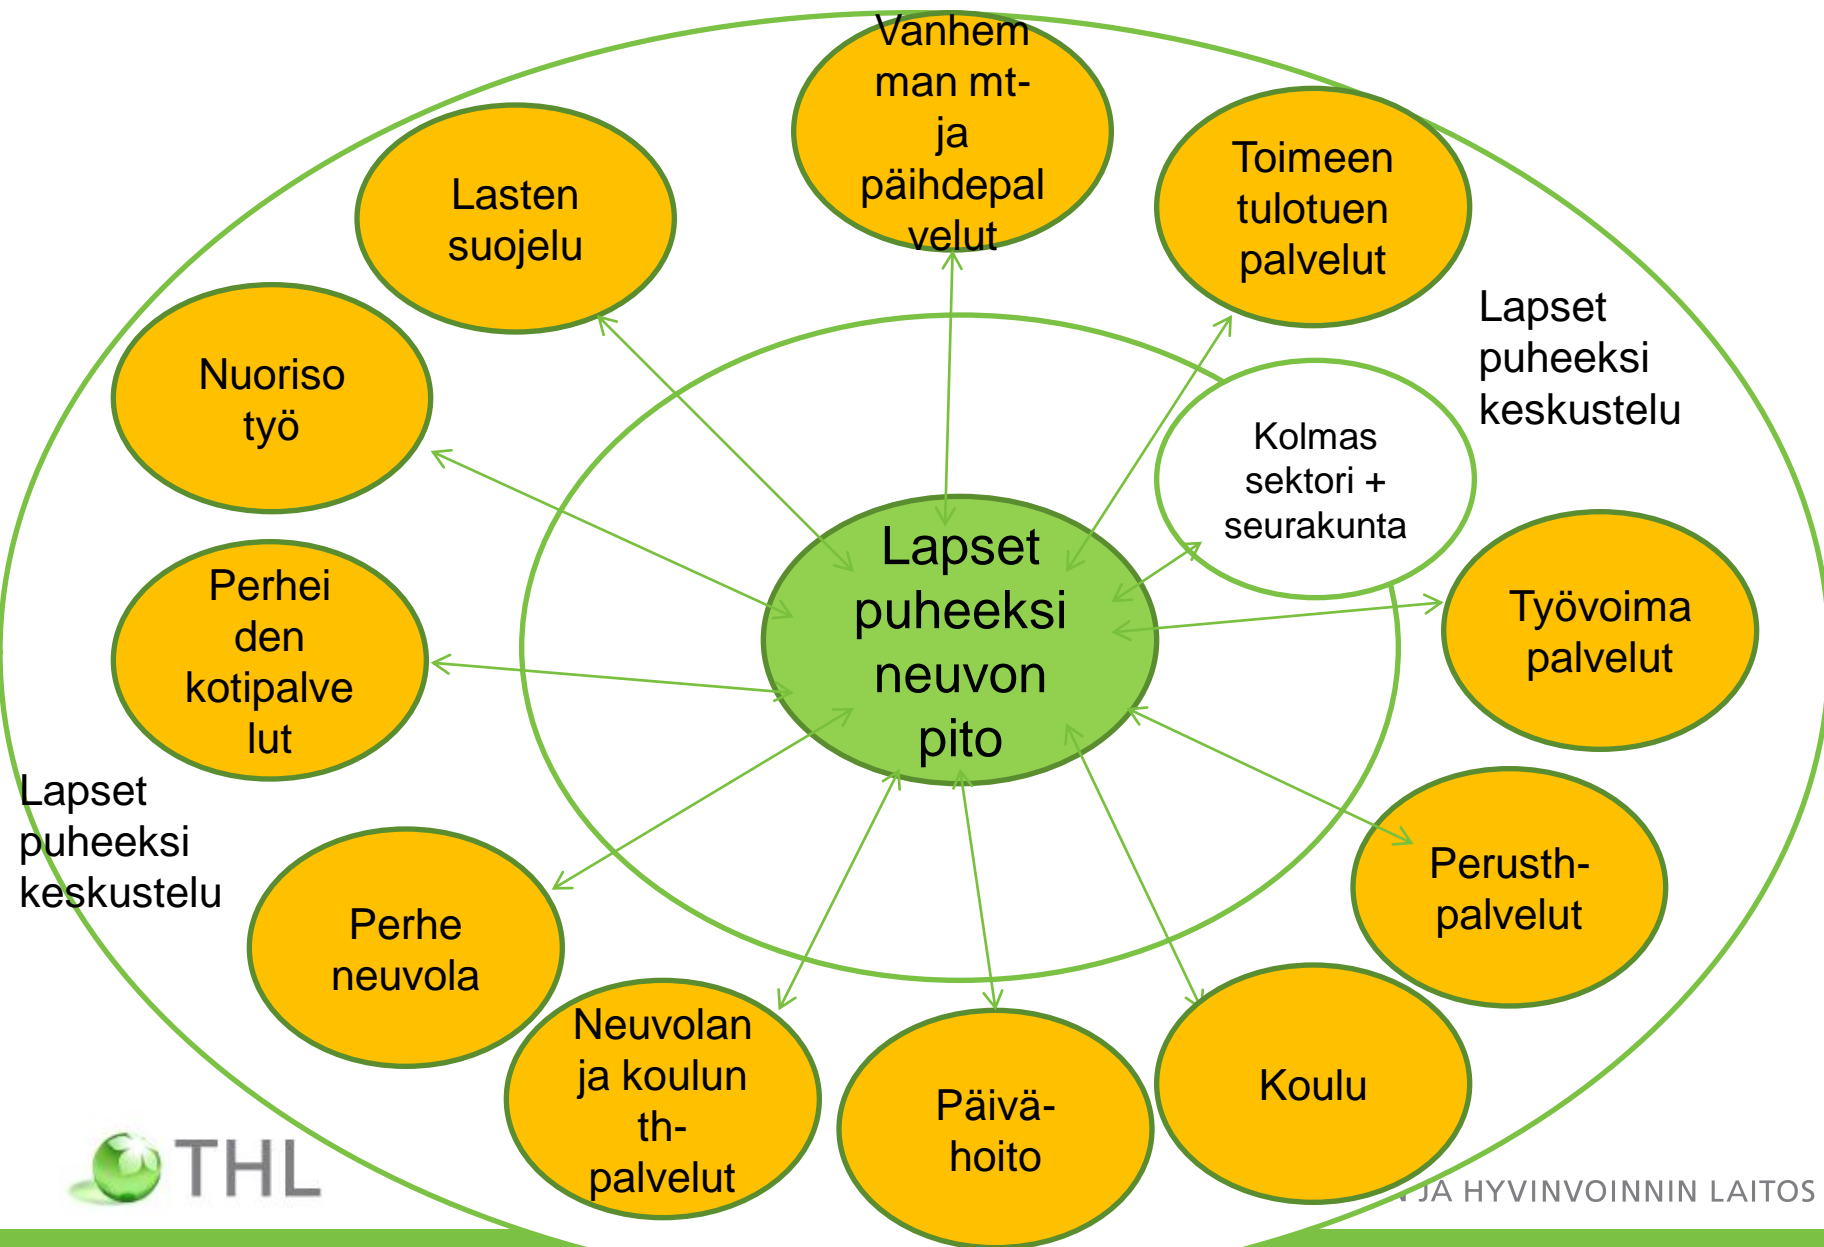 Vanhem
man mt-
ja
päihdepal
velut
Toimeen
tulotuen
palvelut
Lasten
suojelu
Lapset
puheeksi
keskustelu
Nuoriso
työ
Kolmas
sektori +
seurakunta
Lapset
puheeksi
neuvon
pito
Perhei
den
kotipalve
lut
Työvoima
palvelut
Lapset
puheeksi
keskustelu
Perusth-
palvelut
Perhe
neuvola
Neuvolan
ja koulun
th-
palvelut
Päivä-
hoito
Koulu
THL
JA HYVINVOINNIN LAITOS